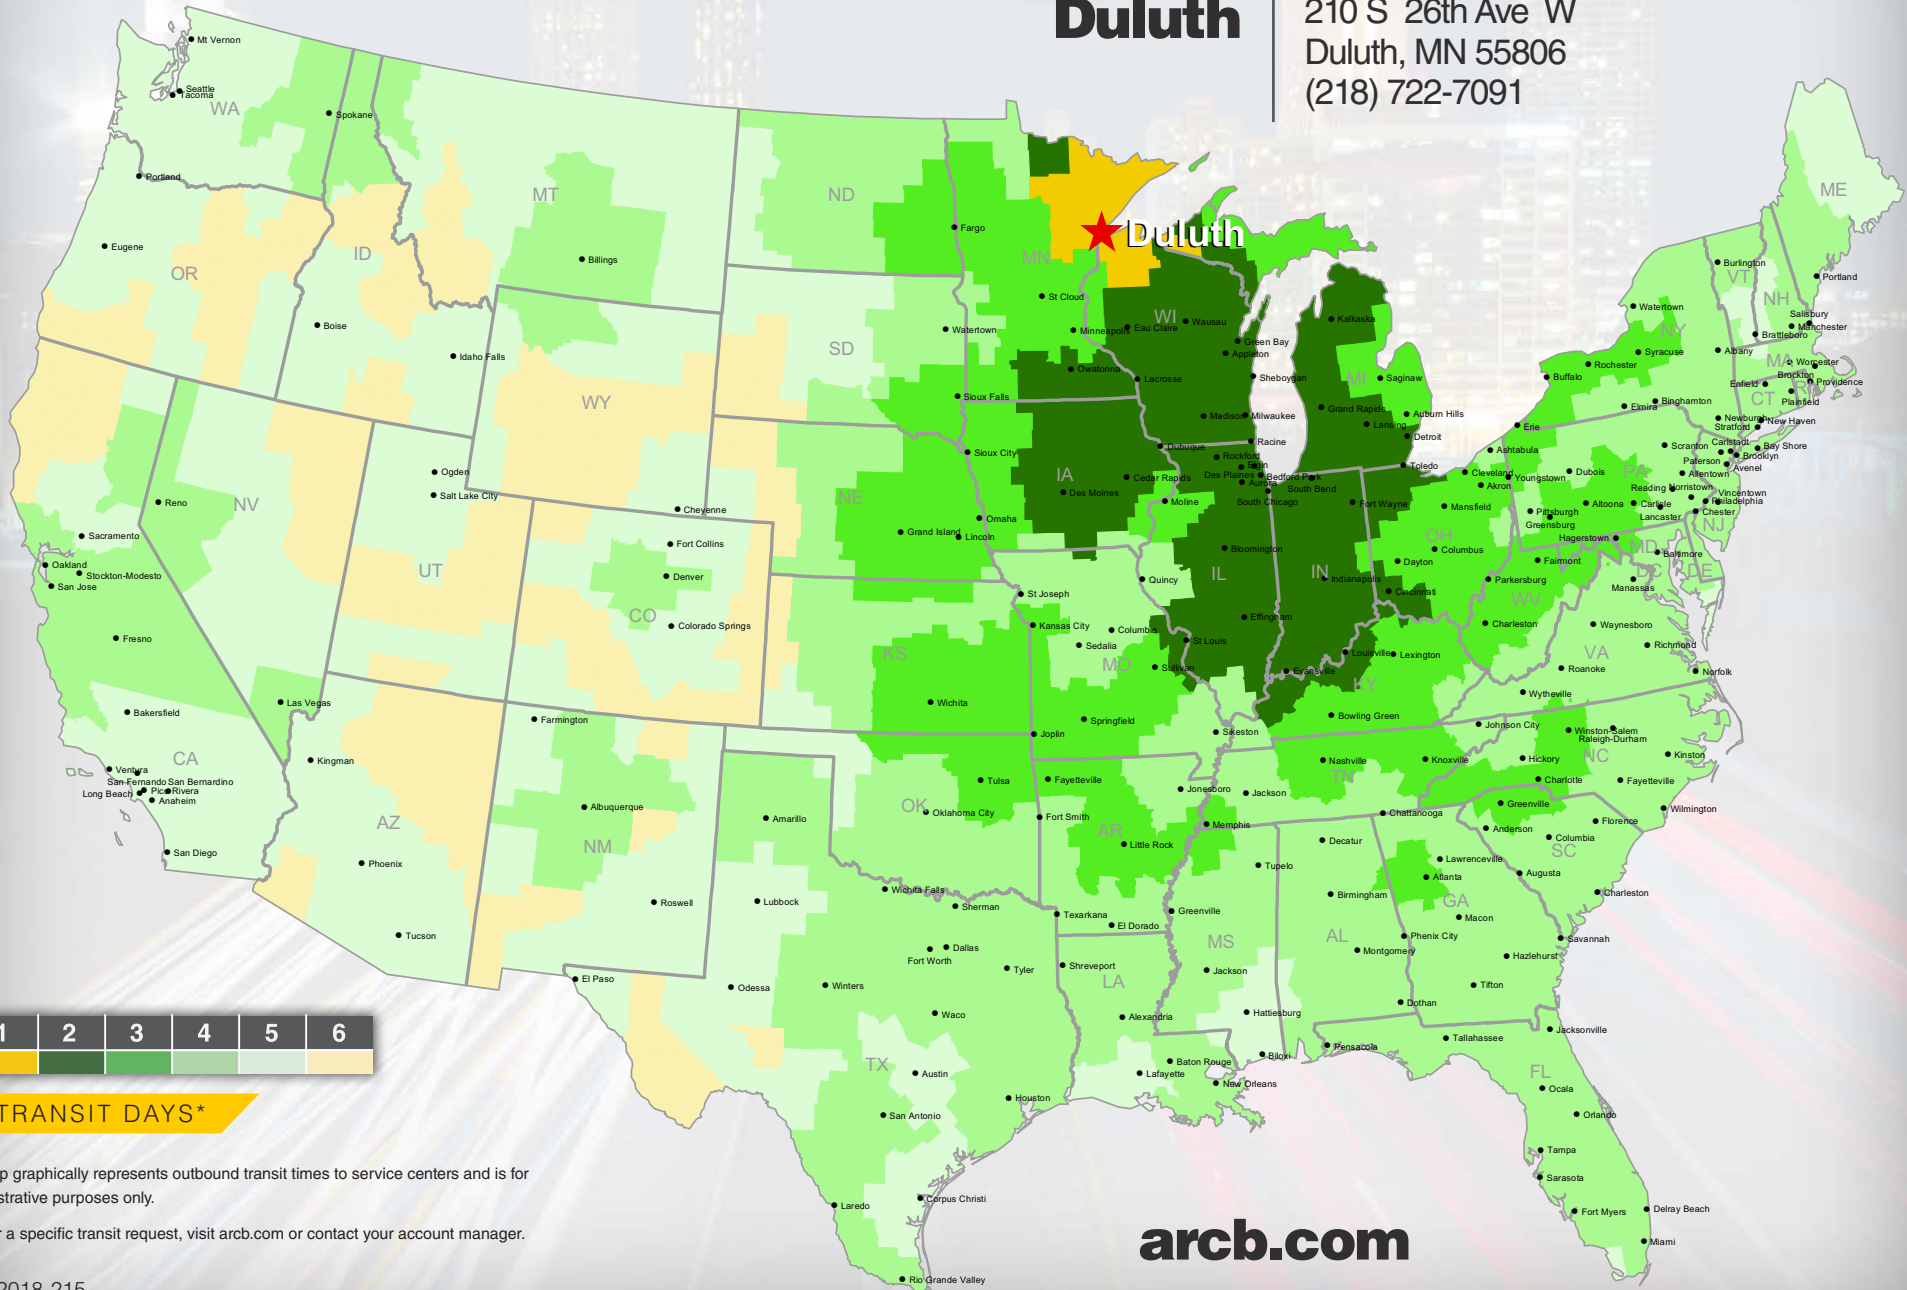 Duluth
210 S 26th Ave W
Duluth, MN 55806
(218) 722-7091
Mt Vernon
Seattle
Tacoma
WA
Spokane
Portland
Eugene
OR
ID
Boise
Idaho Falls
MT
Billings
ND
Fargo
MN
Duluth
St Cloud
Minneapolis
Watertown
SD
Sioux Falls
WY
Cheyenne
Owatonna
WI
Eau Claire
Wausau
Green Bay
Appleton
Lacrosse
Sheboygan
Madison
Milwaukee
Racine
Kalkaska
MI
Saginaw
Grand Rapids
Lansing
Auburn Hills
Detroit
Toledo
Dubuque
Rockford
Elgin
Des Plaines
Bedford Park
Aurora
South Chicago
South Bend
Sioux City
IA
Cedar Rapids
Des Moines
Moline
NE
Omaha
Grand Island
Lincoln
Ogden
Salt Lake City
UT
Reno
NV
Sacramento
Oakland
Stockton-Modesto
San Jose
Fresno
Bakersfield
CA
Ventura
San Fernando
San Bernardino
Pico Rivera
Long Beach
Anaheim
San Diego
Las Vegas
Kingman
AZ
Phoenix
Tucson
Fort Collins
Denver
CO
Colorado Springs
Farmington
Albuquerque
NM
Roswell
El Paso
KS
Wichita
St Joseph
Kansas City
Columbia
Sedalia
MO
Sullivan
St Louis
Springfield
Joplin
Sikeston
Quincy
Bloomington
IL
Effingham
IN
Indianapolis
Fort Wayne
Evansville
Louisville
Lexington
KY
Bowling Green
Cincinnati
Dayton
OH
Columbus
Mansfield
Akron
Cleveland
Ashtabula
Youngstown
Parkersburg
WV
Charleston
Fairmont
Erie
Buffalo
Rochester
Syracuse
Watertown
NY
Elmira
Binghamton
Albany
Burlington
VT
NH
ME
Portland
Salisbury
Manchester
Brattleboro
MA
Worcester
Brockton
Providence
RI
Enfield
CT
Plainfield
Newburgh
New Haven
Stratford
Carlstadt
Bay Shore
Brooklyn
Paterson
Avenel
Scranton
Allentown
Dubois
PA
Reading
Norristown
Vincentown
Philadelphia
Chester
NJ
Pittsburgh
Greensburg
Altoona
Carlisle
Lancaster
Hagerstown
MD
Baltimore
DC
DE
Manassas
Waynesboro
VA
Richmond
Roanoke
Norfolk
Wytheville
Johnson City
Winston-Salem
Raleigh-Durham
NC
Hickory
Kinston
Charlotte
Fayetteville
Wilmington
Nashville
TN
Knoxville
Jackson
Chattanooga
Memphis
Greenville
Anderson
Florence
Columbia
SC
Charleston
Lawrenceville
Atlanta
Augusta
GA
Macon
Savannah
Hazlehurst
Tifton
Decatur
Birmingham
AL
Phenix City
Montgomery
Dothan
Tupelo
Greenville
MS
Jackson
Hattiesburg
Biloxi
Pensacola
Tallahassee
Jacksonville
FL
Ocala
Orlando
Tampa
Sarasota
Fort Myers
Delray Beach
Miami
Tulsa
OK
Oklahoma City
Fayetteville
Jonesboro
Fort Smith
AR
Little Rock
Texarkana
El Dorado
Shreveport
LA
Alexandria
Baton Rouge
Lafayette
New Orleans
Amarillo
Lubbock
Wichita Falls
Sherman
Dallas
Fort Worth
Tyler
Odessa
Winters
Waco
TX
Austin
Houston
San Antonio
Corpus Christi
Laredo
Rio Grande Valley
1 2 3 4 5 6
TRANSIT DAYS*
p graphically represents outbound transit times to service centers and is for
strative purposes only.
r a specific transit request, visit arcb.com or contact your account manager.
2018-215
arcb.com